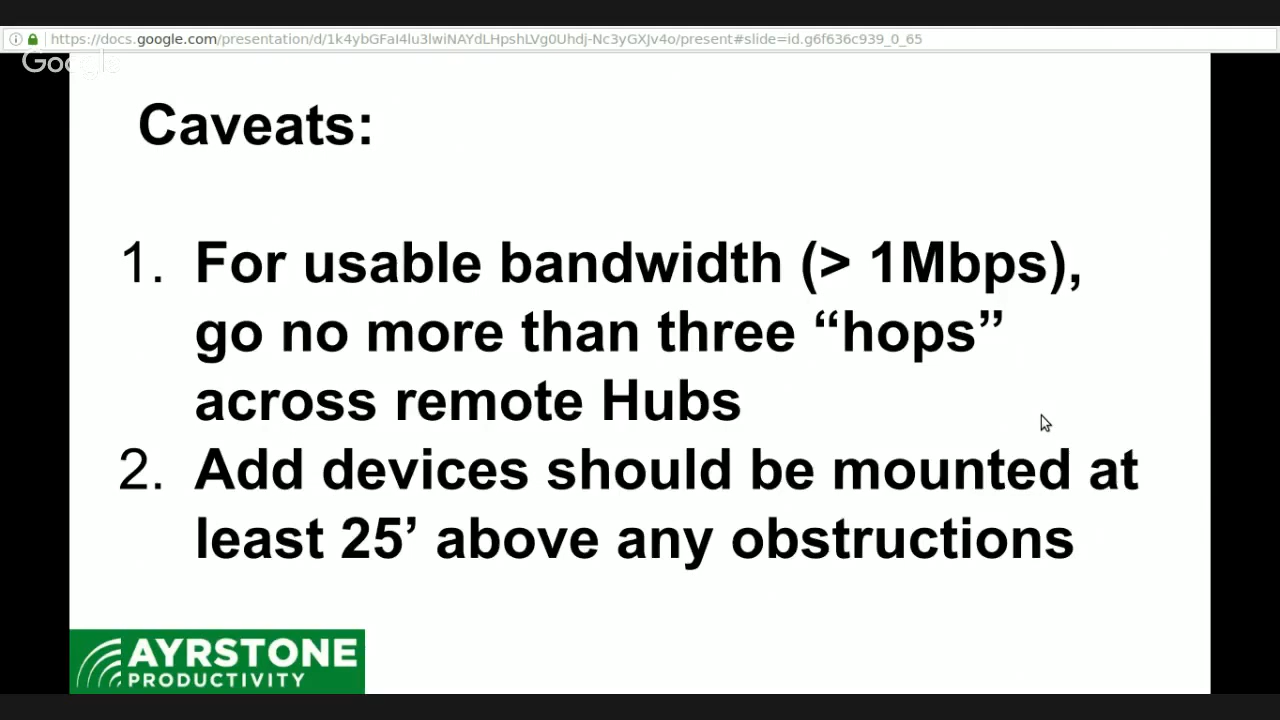 https://docs.google.com/presentation/d/1k4ybGFaI4lu3lwiNAYdLHpshLVg0Uhdj-Nc3yGXJv4o/present#slide=id.g6f636c939_0_65
Google
Caveats:
1. For usable bandwidth (> 1Mbps),
go no more than three “hops”
across remote Hubs
2. Add devices should be mounted at
least 25’ above any obstructions
AYRSTONE
PRODUCTIVITY